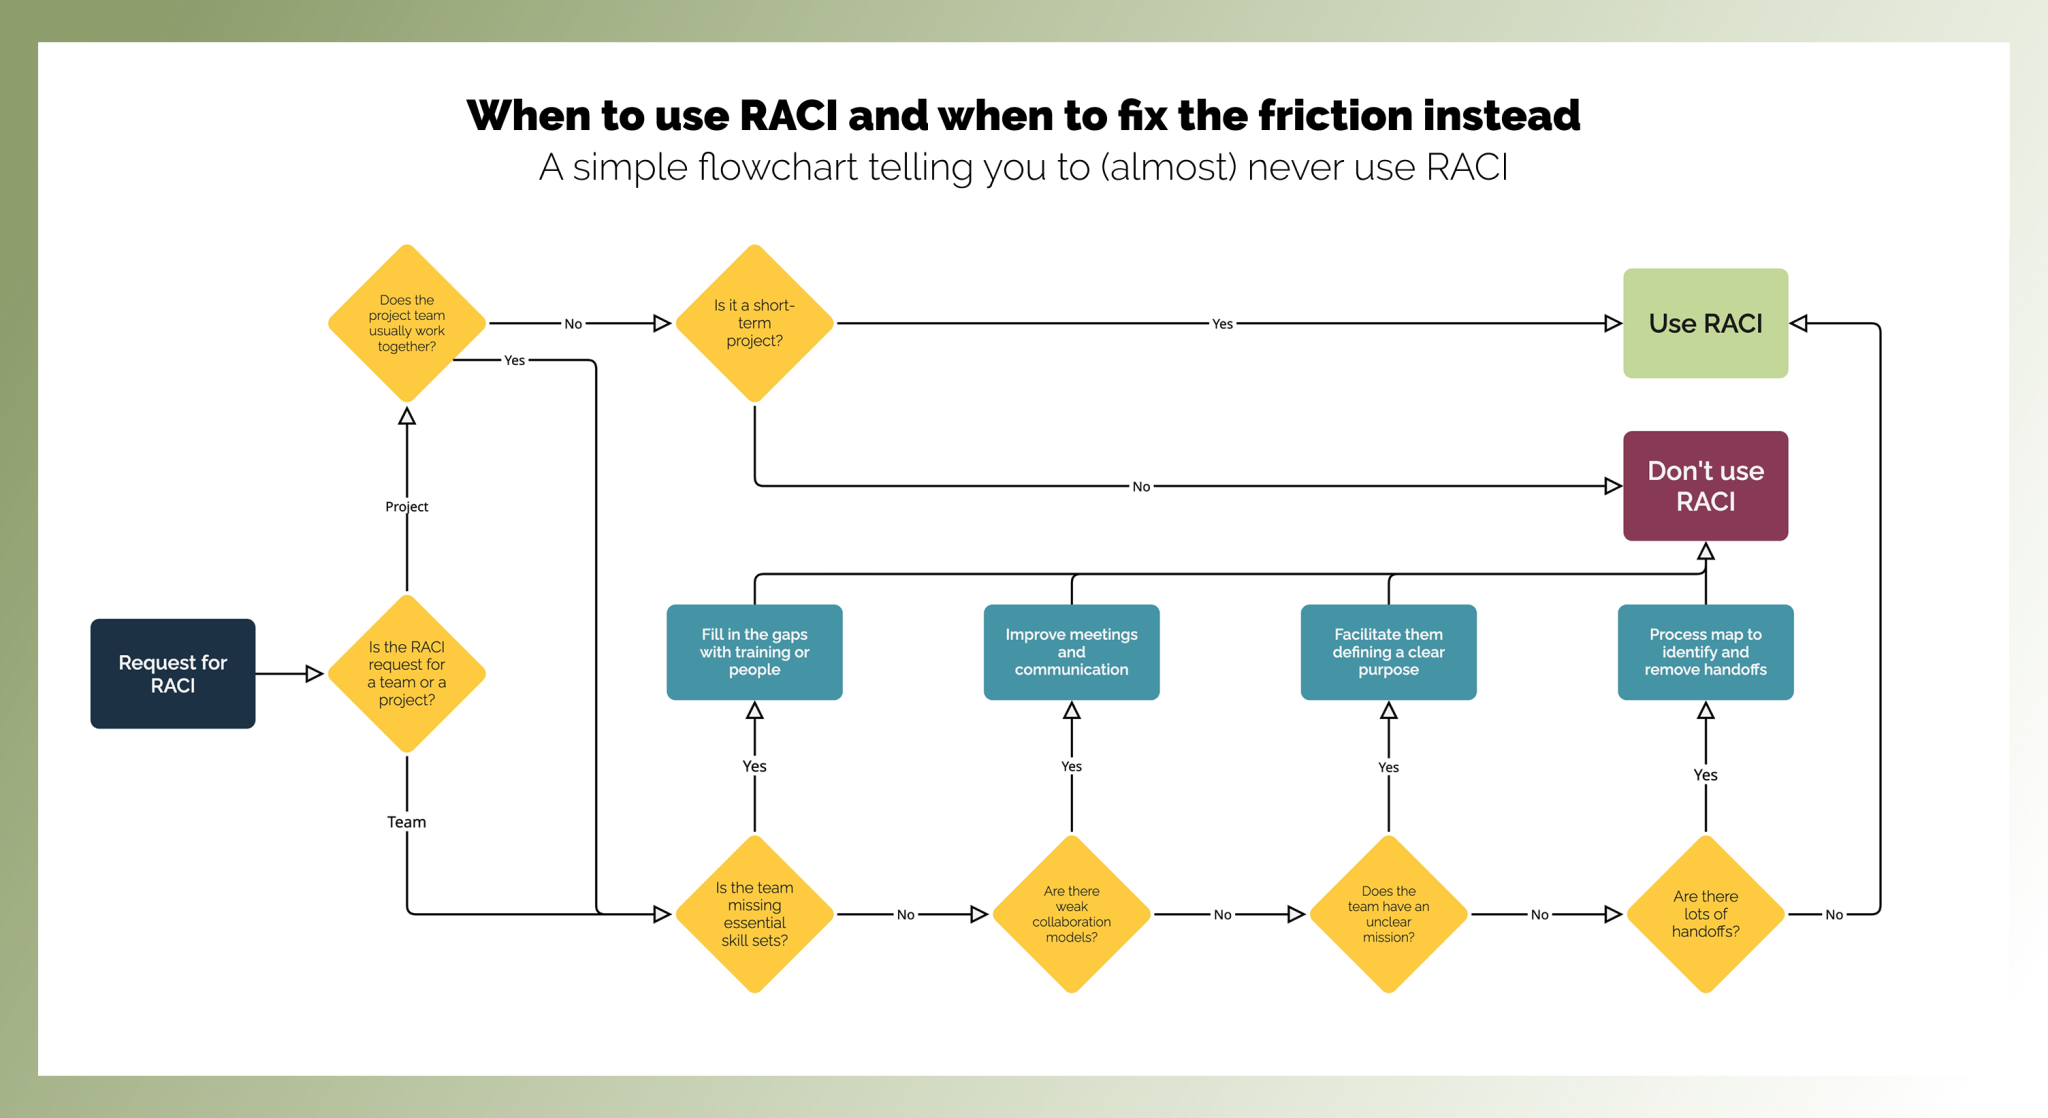 When to use RACI and when to fix the friction instead
A simple flowchart telling you to (almost) never use RACI
Does the
project team
usually work
together?
No
Is it a short-
term
project?
Yes
Use RACI
Yes
No
Don't use
RACI
Project
Request for
RACI
Is the RACI
request for
a team or a
project?
Team
Fill in the gaps
with training or
people
Improve meetings
and
communication
Facilitate them
defining a clear
purpose
Process map to
identify and
remove handoffs
Yes
Yes
Yes
Yes
Is the team
missing
essential
skill sets?
No
Are there
weak
collaboration
models?
No
Does the
team have an
unclear
mission?
No
Are there
lots of
handoffs?
No